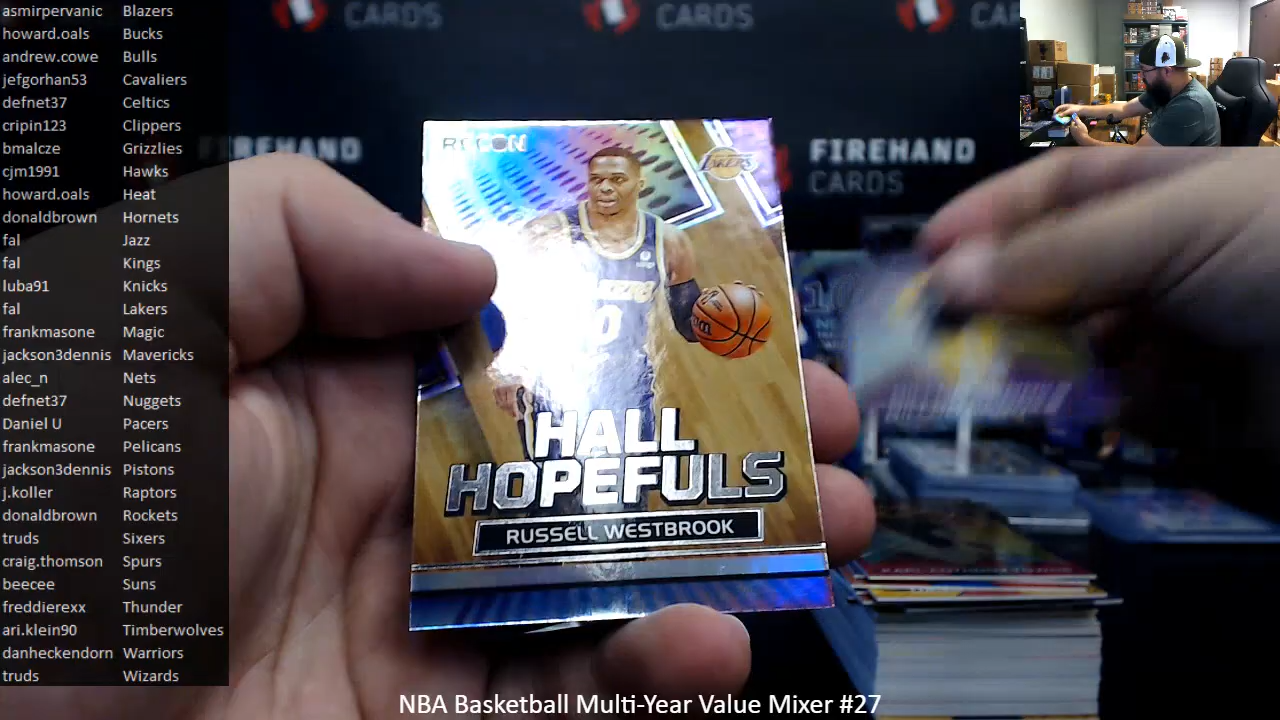 asmirpervanic Blazers
howard.oals Bucks
andrew.cowe Bulls
jefgorhan53 Cavaliers
defnet37 Celtics
cripin123 Clippers
bmalcze Grizzlies
cjm1991 Hawks
howard.oals Heat
donaldbrown Hornets
fal Jazz
fal Kings
luba91 Knicks
fal Lakers
frankmasone Magic
jackson3dennis Mavericks
alec_n Nets
defnet37 Nuggets
Daniel U Pacers
frankmasone Pelicans
jackson3dennis Pistons
j.koller Raptors
donaldbrown Rockets
truds Sixers
craig.thomson Spurs
beecee Suns
freddierexx Thunder
ari.klein90 Timberwolves
danheckendorn Warriors
truds Wizards
CARDS
CARDS
CARDS
FIREHAND
CARDS
RECON
LAKERS
HALL
HOPEFULS
RUSSELL WESTBROOK
NBA Basketball Multi-Year Value Mixer #27